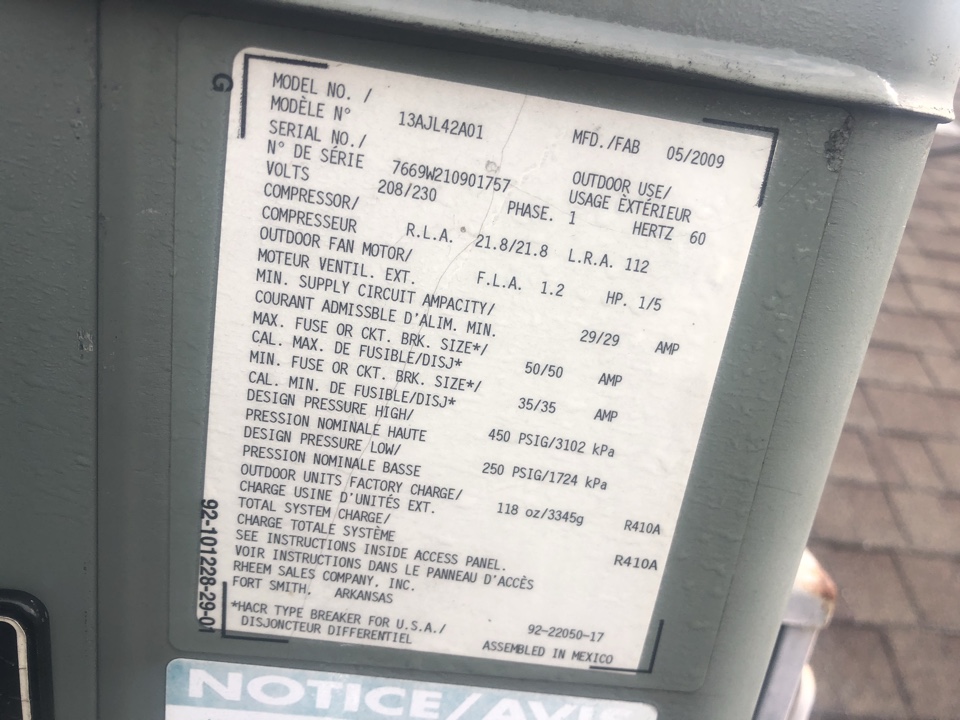 G
MODEL NO. /
MODÈLE N° 13AJL42A01 MFD./FAB 05/2009
SERIAL NO./
N° DE SÉRIE 7669W210901757 OUTDOOR USE/
USAGE ÈXTÉRIEUR
VOLTS 208/230 PHASE. 1 HERTZ 60
COMPRESSOR/
COMPRESSEUR R.L.A. 21.8/21.8 L.R.A. 112
OUTDOOR FAN MOTOR/
MOTEUR VENTIL. EXT. F.L.A. 1.2 HP. 1/5
MIN. SUPPLY CIRCUIT AMPACITY/
COURANT ADMISSBLE D'ALIM. MIN. 29/29 AMP
MAX. FUSE OR CKT. BRK. SIZE*/
CAL. MAX. DE FUSIBLE/DISJ* 50/50 AMP
MIN. FUSE OR CKT. BRK. SIZE*/
CAL. MIN. DE FUSIBLE/DISJ* 35/35 AMP
DESIGN PRESSURE HIGH/
PRESSION NOMINALE HAUTE 450 PSIG/3102 kPa
DESIGN PRESSURE LOW/
PRESSION NOMINALE BASSE 250 PSIG/1724 kPa
OUTDOOR UNITS FACTORY CHARGE/
CHARGE USINE D'UNITÉS EXT. 118 oz/3345g R410A
TOTAL SYSTEM CHARGE/
CHARGE TOTALE SYSTÈME R410A
SEE INSTRUCTIONS INSIDE ACCESS PANEL.
VOIR INSTRUCTIONS DANS LE PANNEAU D'ACCÈS
RHEEM SALES COMPANY, INC.
FORT SMITH, ARKANSAS
*HACR TYPE BREAKER FOR U.S.A./ 92-22050-17
DISJONCTEUR DIFFERENTIEL ASSEMBLED IN MEXICO
92-101228-29-01
NOTICE/AVIS